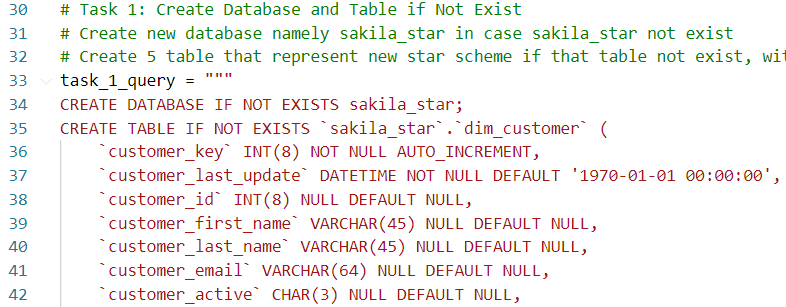 30 # Task 1: Create Database and Table if Not Exist
31 # Create new database namely sakila_star in case sakila_star not exist
32 # Create 5 table that represent new star scheme if that table not exist, wit
33 task_1_query = """
34 CREATE DATABASE IF NOT EXISTS sakila_star;
35 CREATE TABLE IF NOT EXISTS `sakila_star`.`dim_customer` (
36 `customer_key` INT(8) NOT NULL AUTO_INCREMENT,
37 `customer_last_update` DATETIME NOT NULL DEFAULT '1970-01-01 00:00:00',
38 `customer_id` INT(8) NULL DEFAULT NULL,
39 `customer_first_name` VARCHAR(45) NULL DEFAULT NULL,
40 `customer_last_name` VARCHAR(45) NULL DEFAULT NULL,
41 `customer_email` VARCHAR(64) NULL DEFAULT NULL,
42 `customer_active` CHAR(3) NULL DEFAULT NULL,